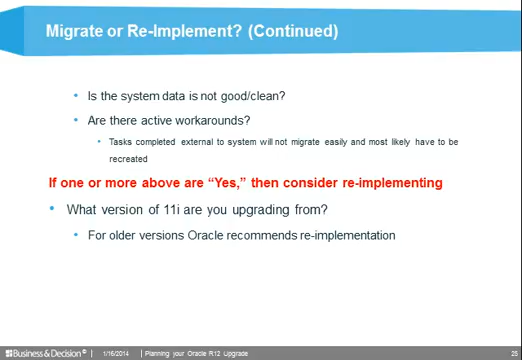 Migrate or Re-Implement? (Continued)
• Is the system data is not good/clean?
• Are there active workarounds?
• Tasks completed external to system will not migrate easily and most likely have to be
recreated
If one or more above are “Yes,” then consider re-implementing
• What version of 11i are you upgrading from?
• For older versions Oracle recommends re-implementation
Business & Decision © | 1/16/2014 | Planning your Oracle R12 Upgrade 25